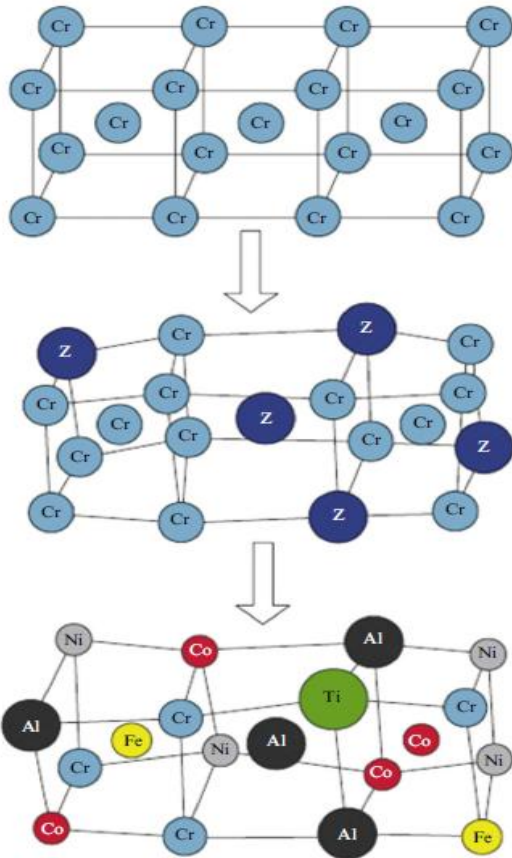 Cr Cr Cr Cr
Cr Cr Cr Cr
Cr Cr Cr
Cr Cr Cr Cr
Cr Cr Cr Cr
Z Cr Z Cr
Cr Cr Cr Cr
Cr Z Cr
Cr Cr Cr Z
Cr Cr Z Cr
Ni Co Al Ni
Al Cr Ti Cr
Fe Al Co
Cr Ni Co Ni
Co Cr Al Fe